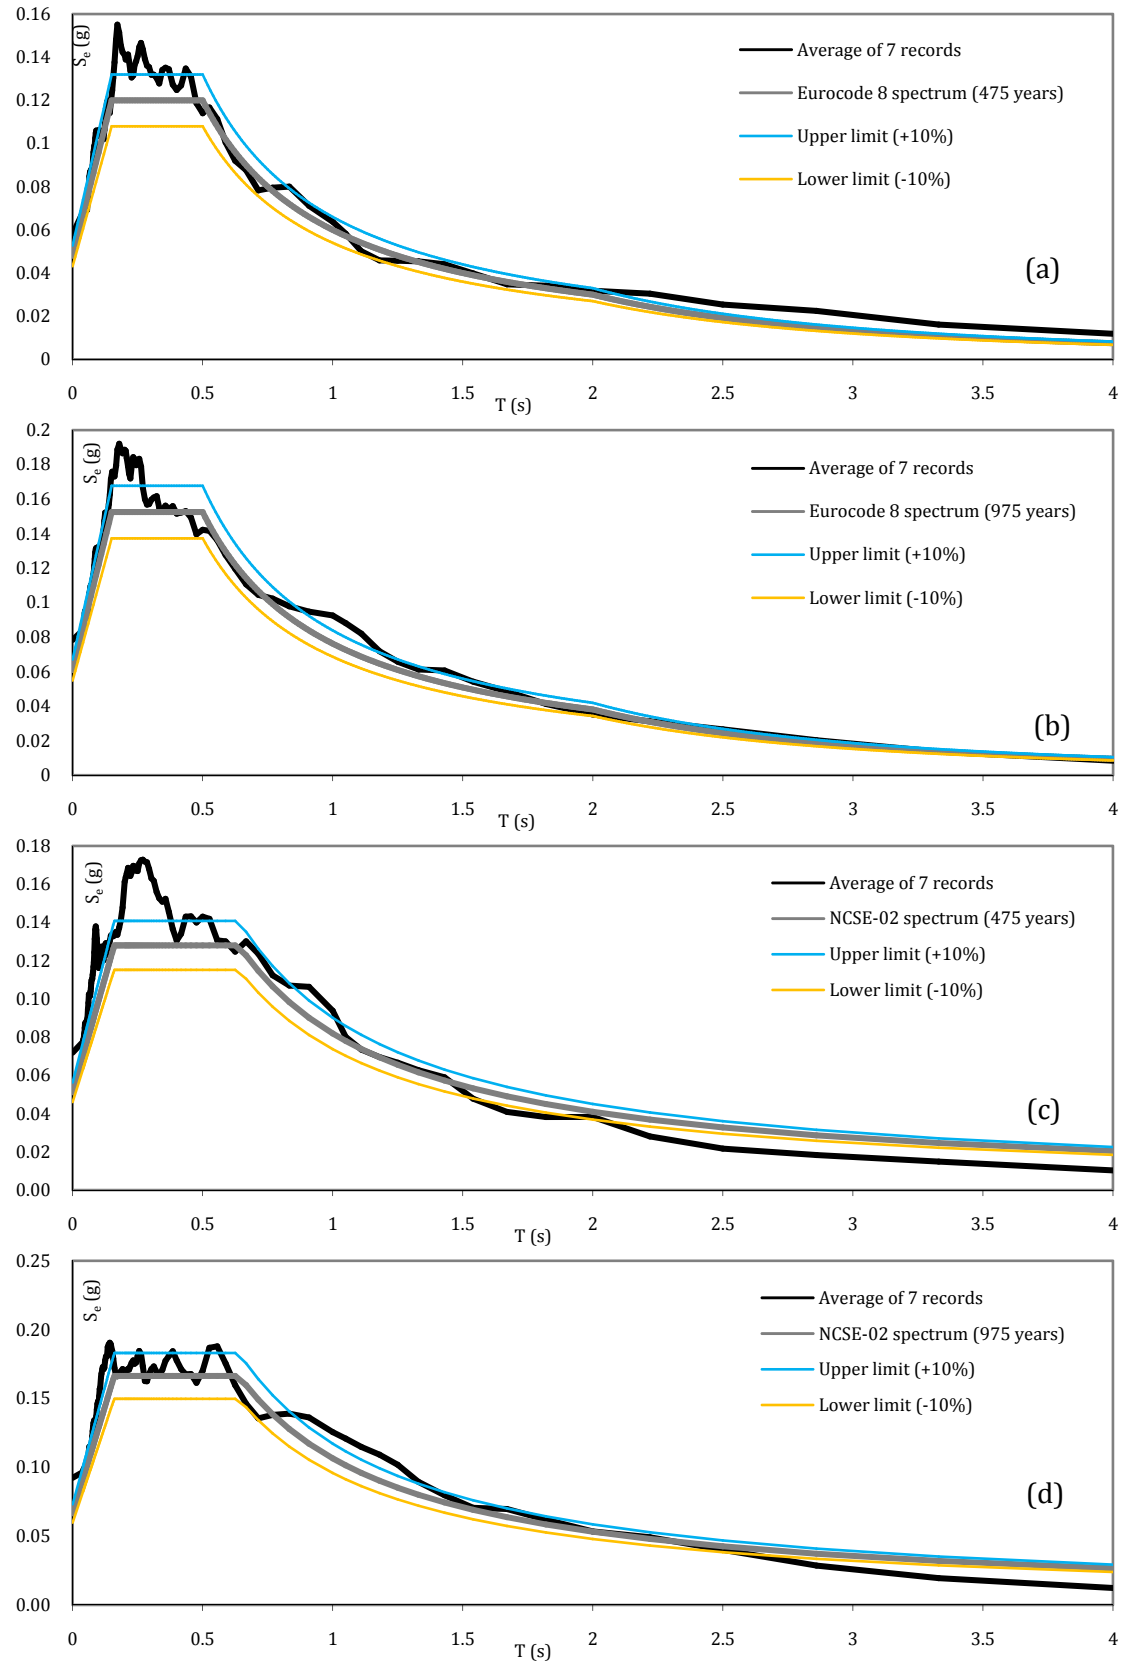 0.16
0.14
0.12
0.1
0.08
0.06
0.04
0.02
0
Se (g)
Average of 7 records
Eurocode 8 spectrum (475 years)
Upper limit (+10%)
Lower limit (-10%)
(a)
0 0.5 1 1.5 2 2.5 3 3.5 4
T (s)
0.2
0.18
0.16
0.14
0.12
0.1
0.08
0.06
0.04
0.02
0
Se (g)
Average of 7 records
Eurocode 8 spectrum (975 years)
Upper limit (+10%)
Lower limit (-10%)
(b)
0 0.5 1 1.5 2 2.5 3 3.5 4
T (s)
0.18
0.16
0.14
0.12
0.10
0.08
0.06
0.04
0.02
0.00
Se (g)
Average of 7 records
NCSE-02 spectrum (475 years)
Upper limit (+10%)
Lower limit (-10%)
(c)
0 0.5 1 1.5 2 2.5 3 3.5 4
T (s)
0.25
0.20
0.15
0.10
0.05
0.00
Se (g)
Average of 7 records
NCSE-02 spectrum (975 years)
Upper limit (+10%)
Lower limit (-10%)
(d)
0 0.5 1 1.5 2 2.5 3 3.5 4
T (s)